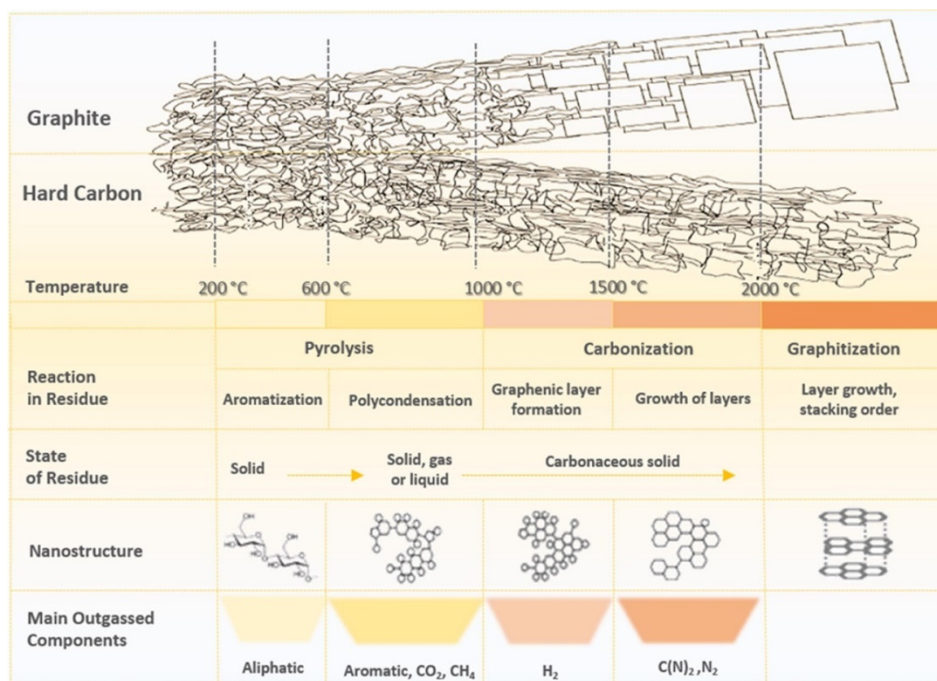 Graphite
Hard Carbon
Temperature
200 °C
600 °C
1000 °C
1500 °C
2000 °C
Reaction
in Residue
Pyrolysis
Carbonization
Graphitization
Aromatization
Polycondensation
Graphenic layer
formation
Growth of layers
Layer growth,
stacking order
State
of Residue
Solid
Solid, gas
or liquid
Carbonaceous solid
Nanostructure
Main Outgassed
Components
Aliphatic
Aromatic, CO₂, CH₄
H₂
C(N)₂ ,N₂